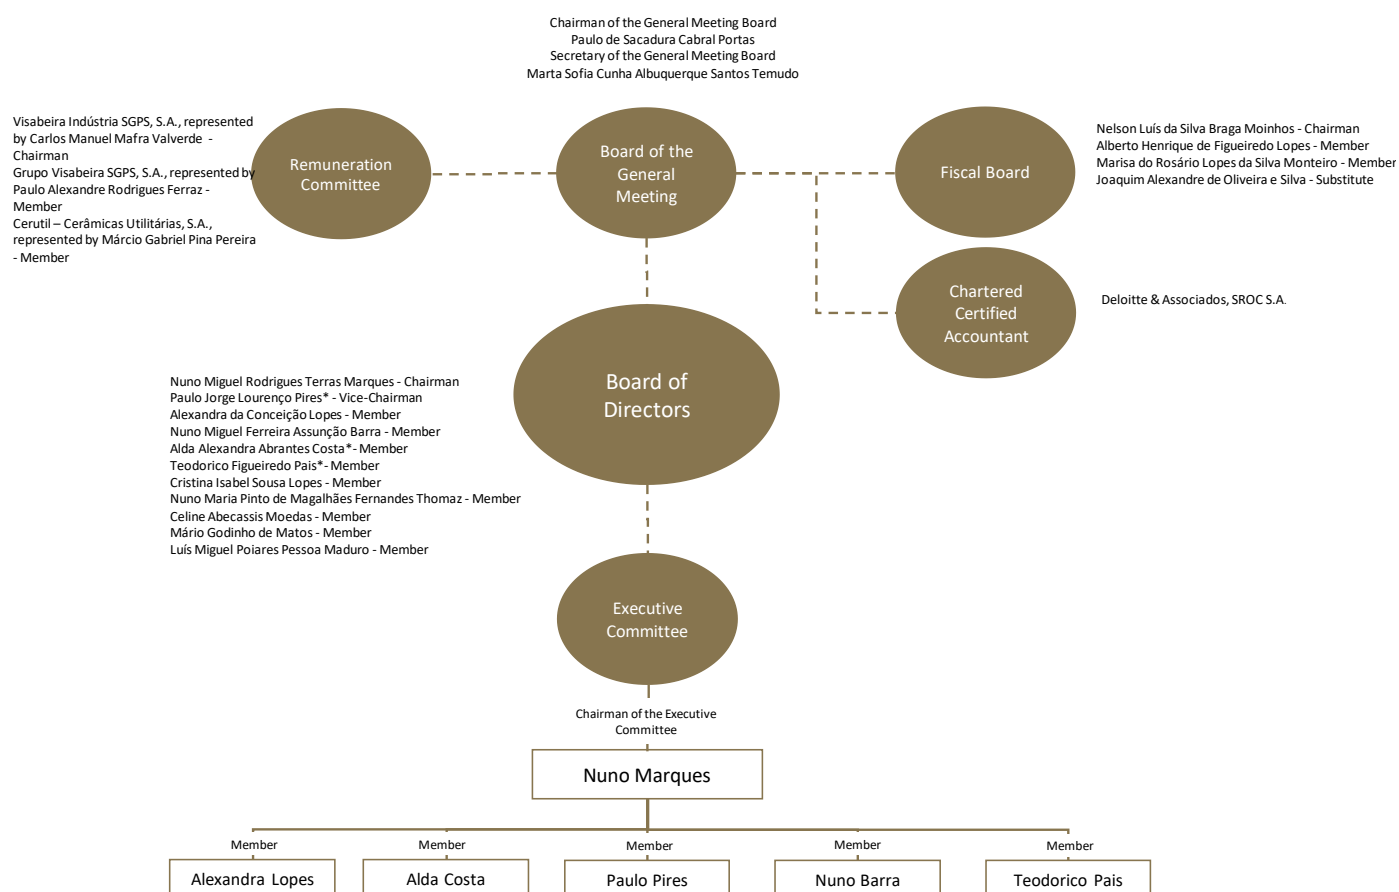 Chairman of the General Meeting Board
Paulo de Sacadura Cabral Portas
Secretary of the General Meeting Board
Marta Sofia Cunha Albuquerque Santos Temudo
Visabeira Indústria SGPS, S.A., represented
by Carlos Manuel Mafra Valverde -
Chairman
Grupo Visabeira SGPS, S.A., represented by
Paulo Alexandre Rodrigues Ferraz -
Member
Cerutil – Cerâmicas Utilitárias, S.A.,
represented by Márcio Gabriel Pina Pereira
- Member
Remuneration
Committee
Board of the
General
Meeting
Fiscal Board
Nelson Luís da Silva Braga Moinhos - Chairman
Alberto Henrique de Figueiredo Lopes - Member
Marisa do Rosário Lopes da Silva Monteiro - Member
Joaquim Alexandre de Oliveira e Silva - Substitute
Chartered
Certified
Accountant
Deloitte & Associados, SROC S.A.
Board of
Directors
Nuno Miguel Rodrigues Terras Marques - Chairman
Paulo Jorge Lourenço Pires* - Vice-Chairman
Alexandra da Conceição Lopes - Member
Nuno Miguel Ferreira Assunção Barra - Member
Alda Alexandra Abrantes Costa*- Member
Teodorico Figueiredo Pais*- Member
Cristina Isabel Sousa Lopes - Member
Nuno Maria Pinto de Magalhães Fernandes Thomaz - Member
Celine Abecassis Moedas - Member
Mário Godinho de Matos - Member
Luís Miguel Poiares Pessoa Maduro - Member
Executive
Committee
Chairman of the Executive
Committee
Nuno Marques
Member
Member
Member
Member
Member
Alexandra Lopes
Alda Costa
Paulo Pires
Nuno Barra
Teodorico Pais